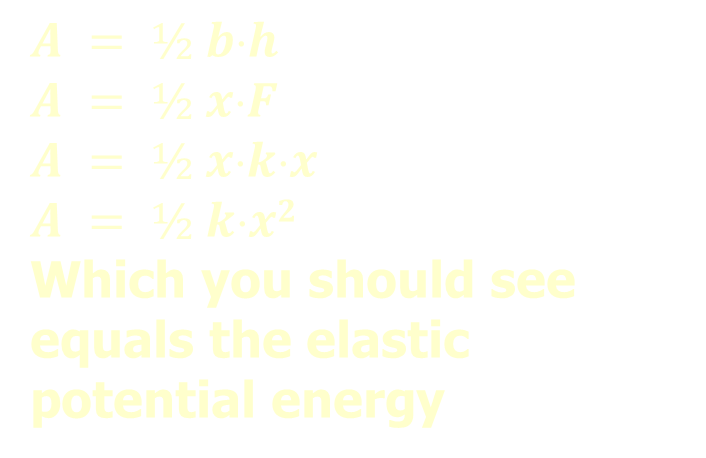 A = ½ b·h
A = ½ x·F
A = ½ x·k·x
A = ½ k·x²
Which you should see
equals the elastic
potential energy